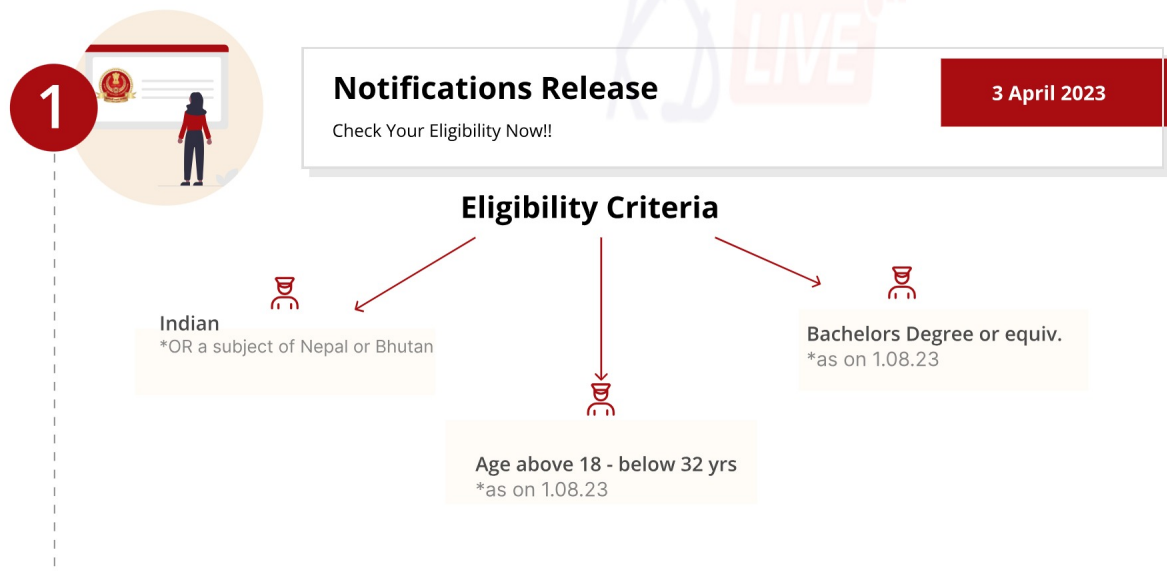 LIVE
1
Notifications Release
3 April 2023
Check Your Eligibility Now!!
Eligibility Criteria
Indian
*OR a subject of Nepal or Bhutan
Bachelors Degree or equiv.
*as on 1.08.23
Age above 18 - below 32 yrs
*as on 1.08.23